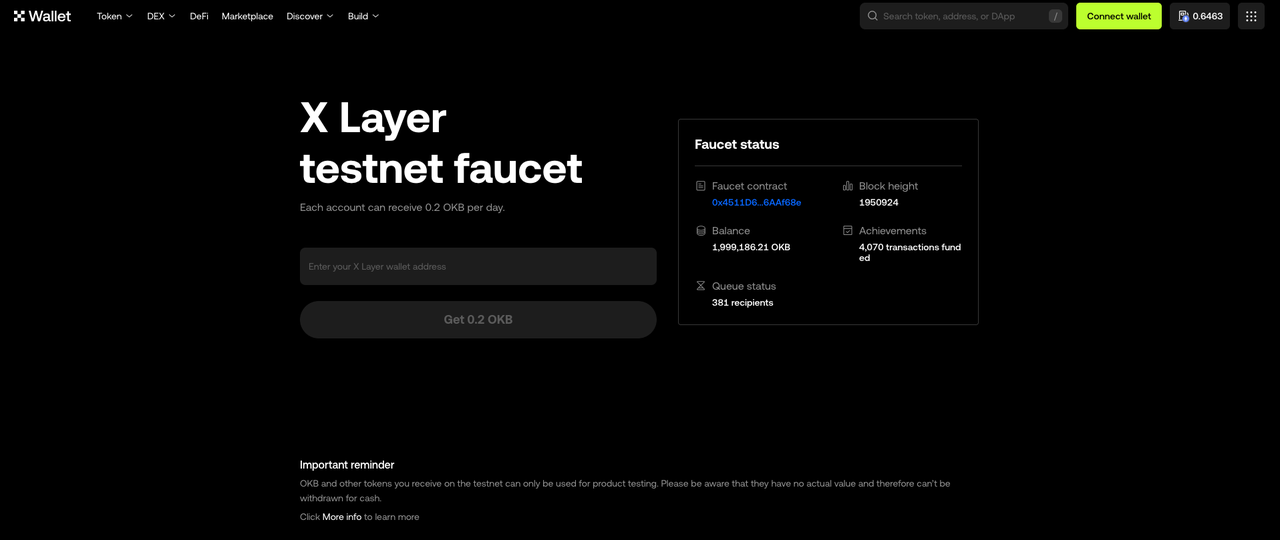 Wallet Token DEX DeFi Marketplace Discover Build Search token, address, or DApp / Connect wallet 0.6463
X Layer
testnet faucet
Each account can receive 0.2 OKB per day.
Enter your X Layer wallet address
Get 0.2 OKB
Faucet status
Faucet contract
0x4511D6...6AAf68e
Block height
1950924
Balance
1,999,186.21 OKB
Achievements
4,070 transactions fund
ed
Queue status
381 recipients
Important reminder
OKB and other tokens you receive on the testnet can only be used for product testing. Please be aware that they have no actual value and therefore can't be
withdrawn for cash.
Click More info to learn more